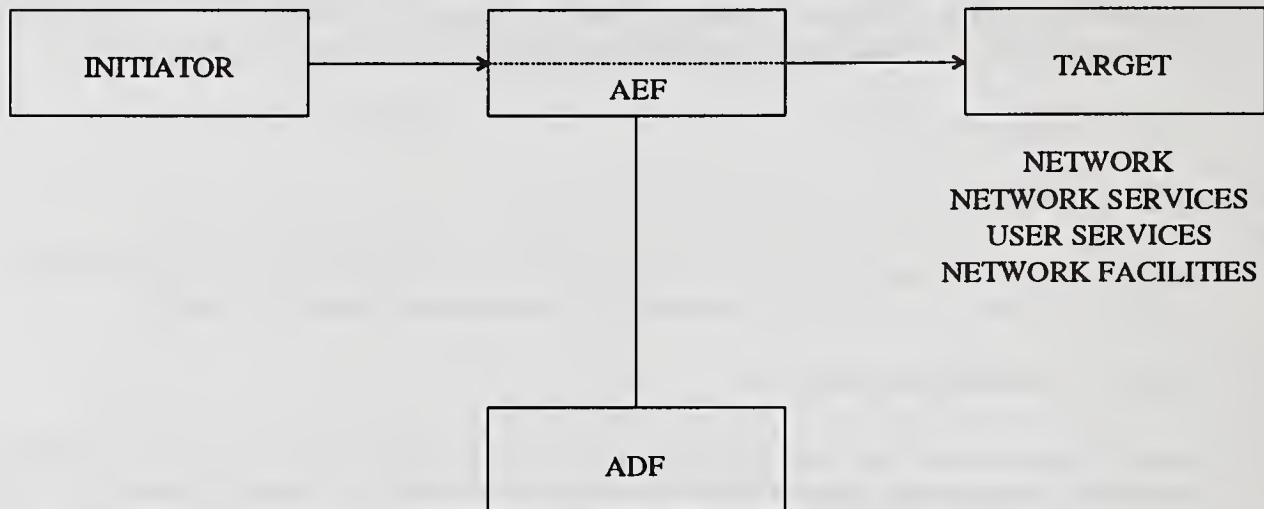 INITIATOR
AEF
TARGET
NETWORK
NETWORK SERVICES
USER SERVICES
NETWORK FACILITIES
ADF